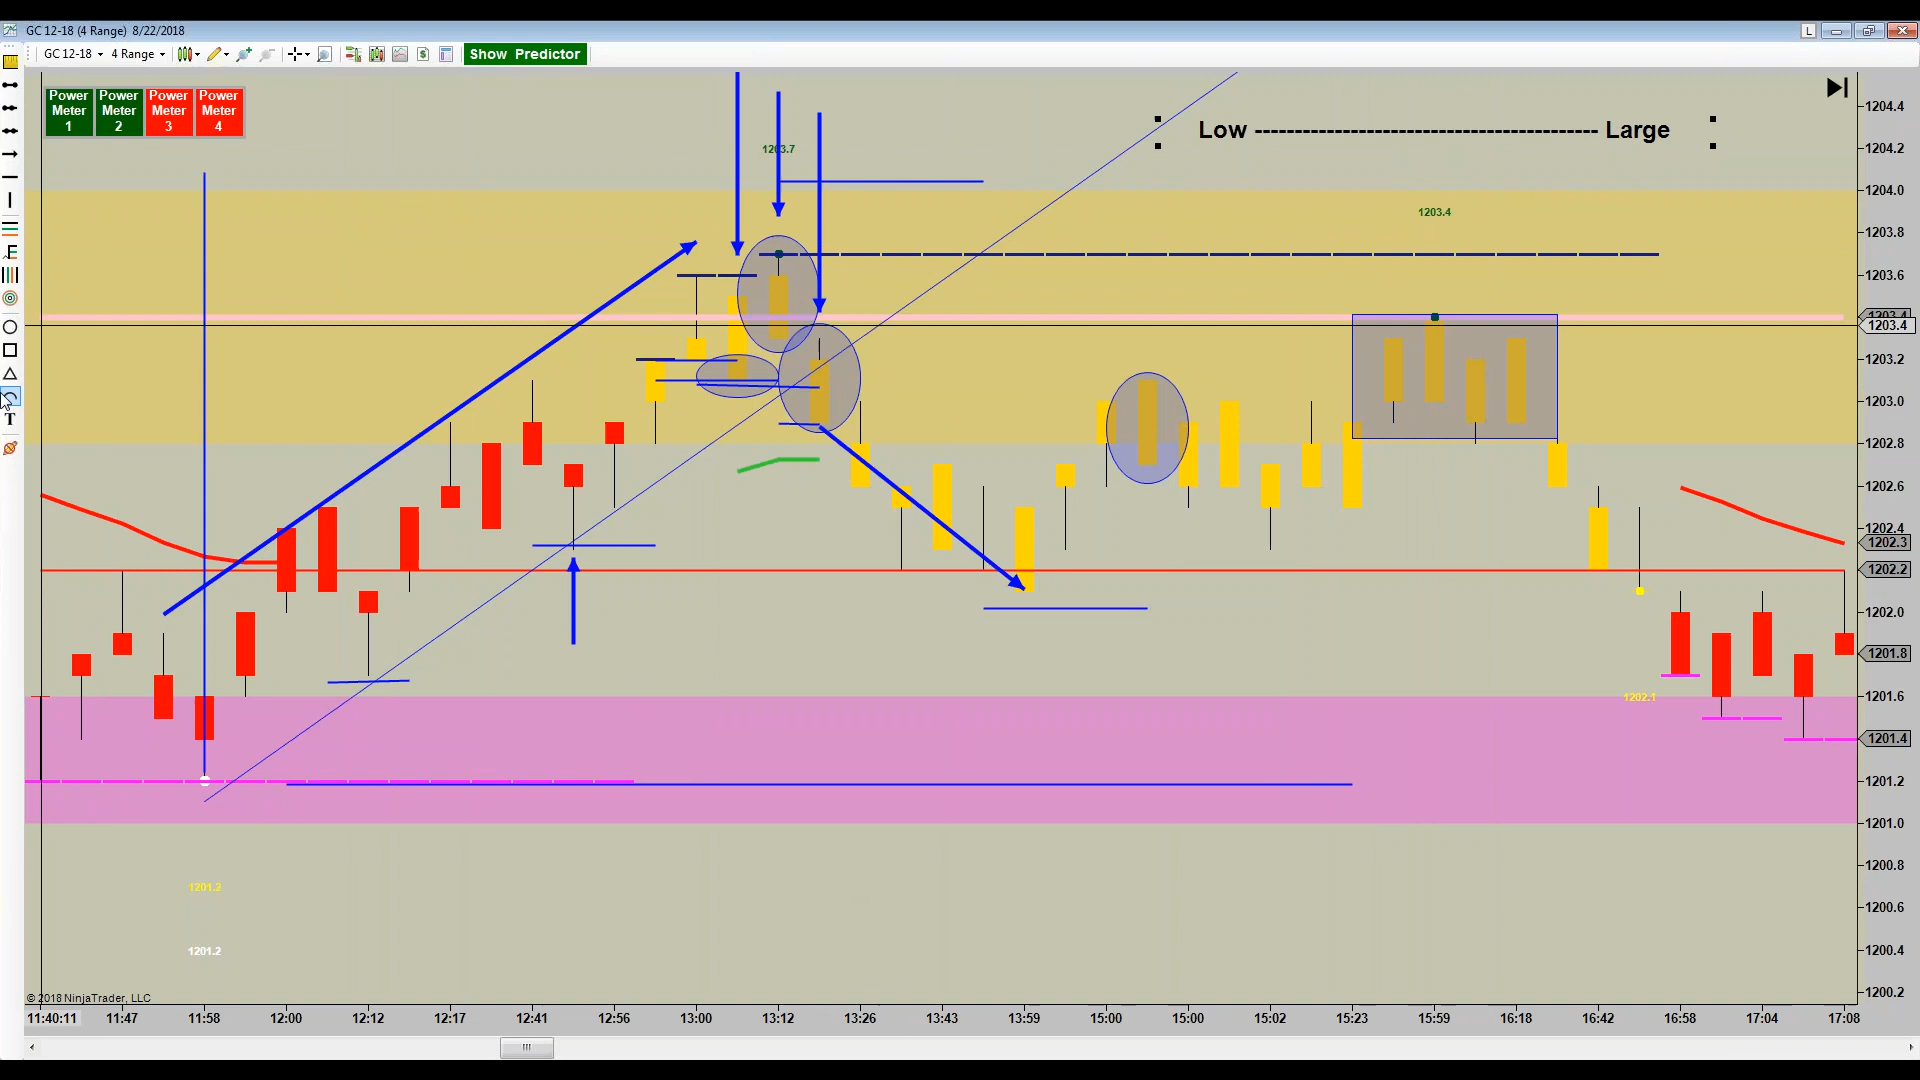 GC 12-18 (4 Range) 8/22/2018
L
GC 12-18 4 Range Show Predictor
Power Meter 1
Power Meter 2
Power Meter 3
Power Meter 4
Low ------------------------------------------- Large
1203.7
1203.4
1202.1
1201.2
1201.2
1204.4
1204.2
1204.0
1203.8
1203.6
1203.4
1203.4
1203.2
1203.0
1202.8
1202.6
1202.4
1202.3
1202.2
1202.0
1201.8
1201.6
1201.4
1201.2
1201.0
1200.8
1200.6
1200.4
1200.2
F
T
© 2018 NinjaTrader, LLC
11:40:11 11:47 11:58 12:00 12:12 12:17 12:41 12:56 13:00 13:12 13:26 13:43 13:59 15:00 15:00 15:02 15:23 15:59 16:18 16:42 16:58 17:04 17:08